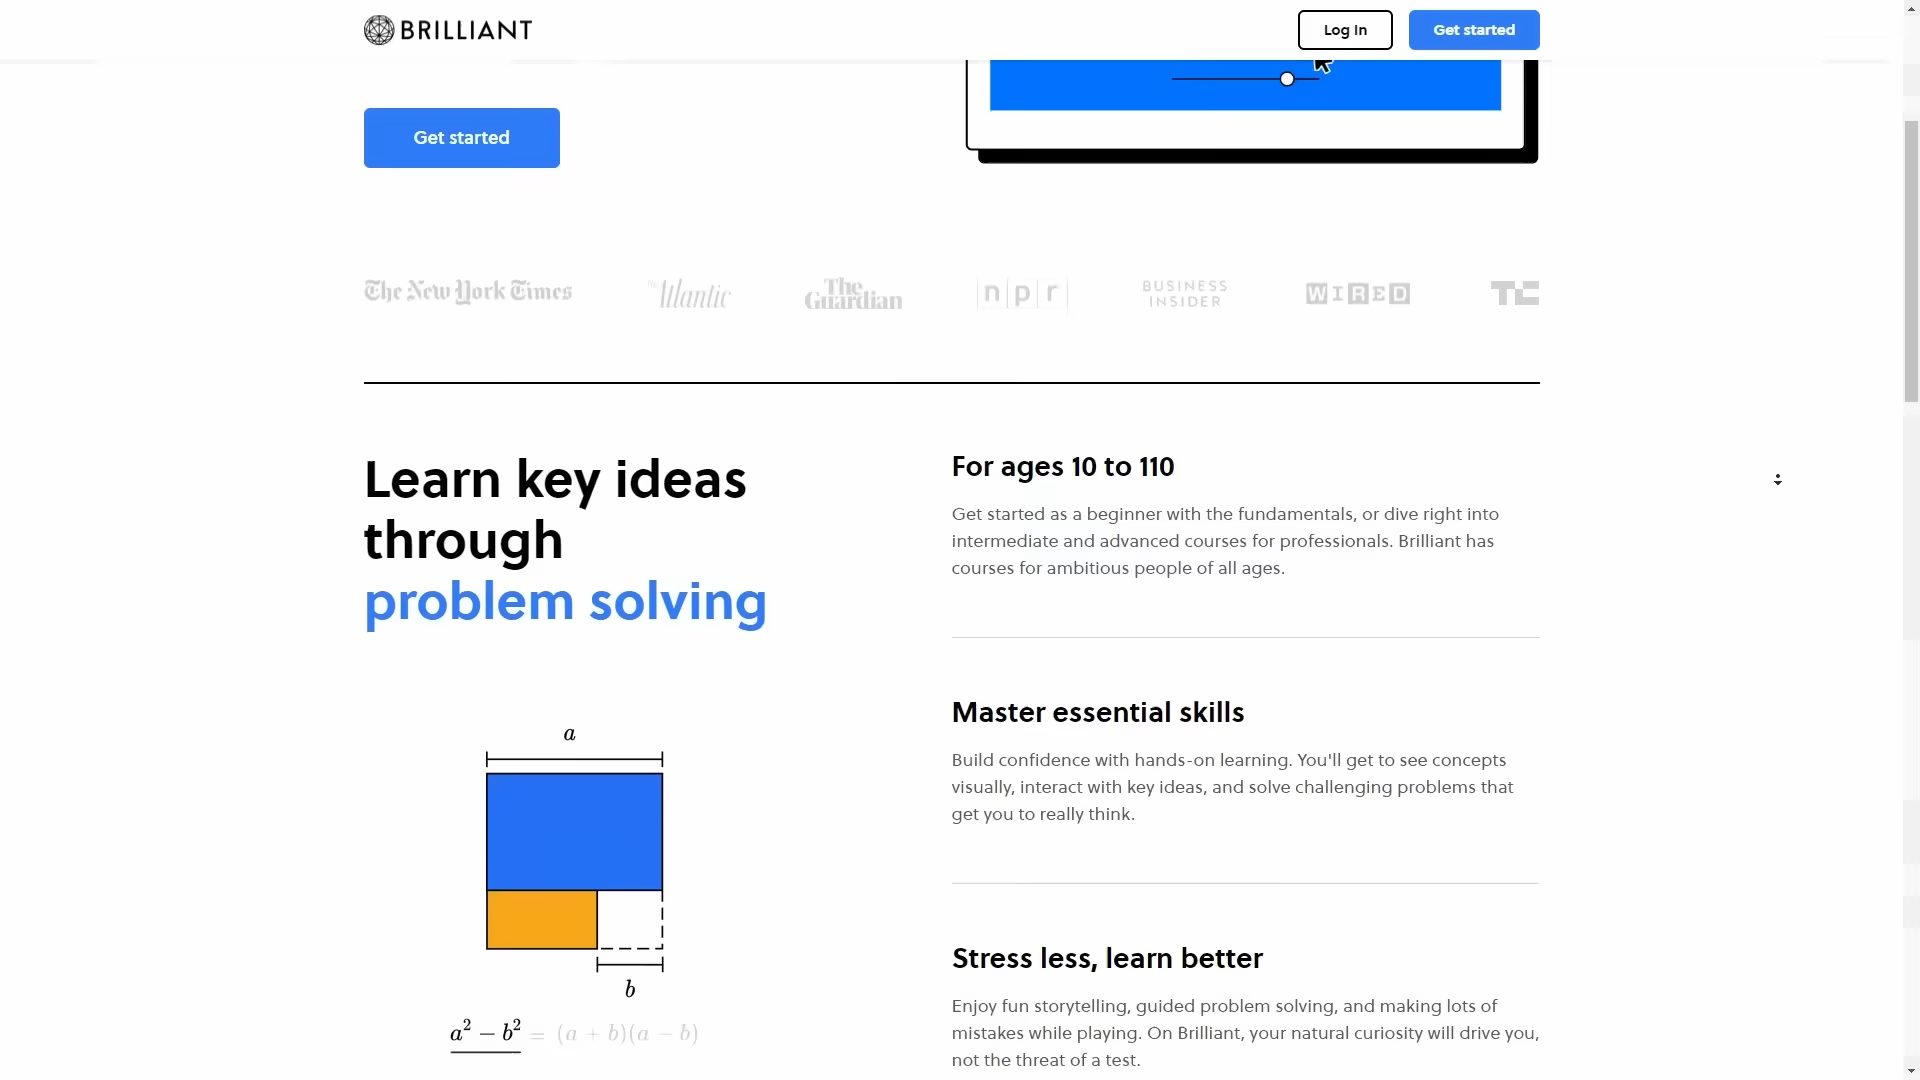 BRILLIANT
Log in
Get started
Get started
The New York Times
The Atlantic
The Guardian
npr
BUSINESS INSIDER
WIRED
TC
Learn key ideas
through
problem solving
For ages 10 to 110
Get started as a beginner with the fundamentals, or dive right into
intermediate and advanced courses for professionals. Brilliant has
courses for ambitious people of all ages.
Master essential skills
Build confidence with hands-on learning. You'll get to see concepts
visually, interact with key ideas, and solve challenging problems that
get you to really think.
Stress less, learn better
Enjoy fun storytelling, guided problem solving, and making lots of
mistakes while playing. On Brilliant, your natural curiosity will drive you,
not the threat of a test.
a
b
a² − b² = (a + b)(a − b)